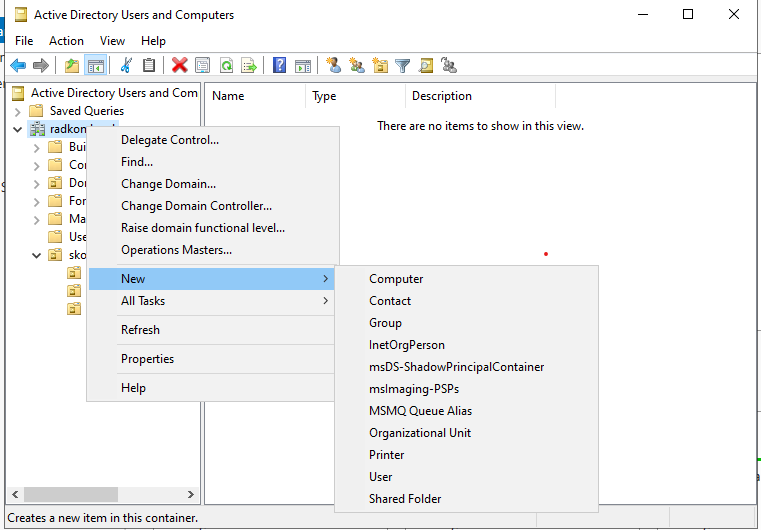 Active Directory Users and Computers
File Action View Help
Active Directory Users and Com
Name Type Description
Saved Queries
There are no items to show in this view.
Bui
Co
Do
For
Ma
Use
sko
Delegate Control...
Find...
Change Domain...
Change Domain Controller...
Raise domain functional level...
Operations Masters...
New
All Tasks
Refresh
Properties
Help
Computer
Contact
Group
InetOrgPerson
msDS-ShadowPrincipalContainer
msImaging-PSPs
MSMQ Queue Alias
Organizational Unit
Printer
User
Shared Folder
Creates a new item in this container.